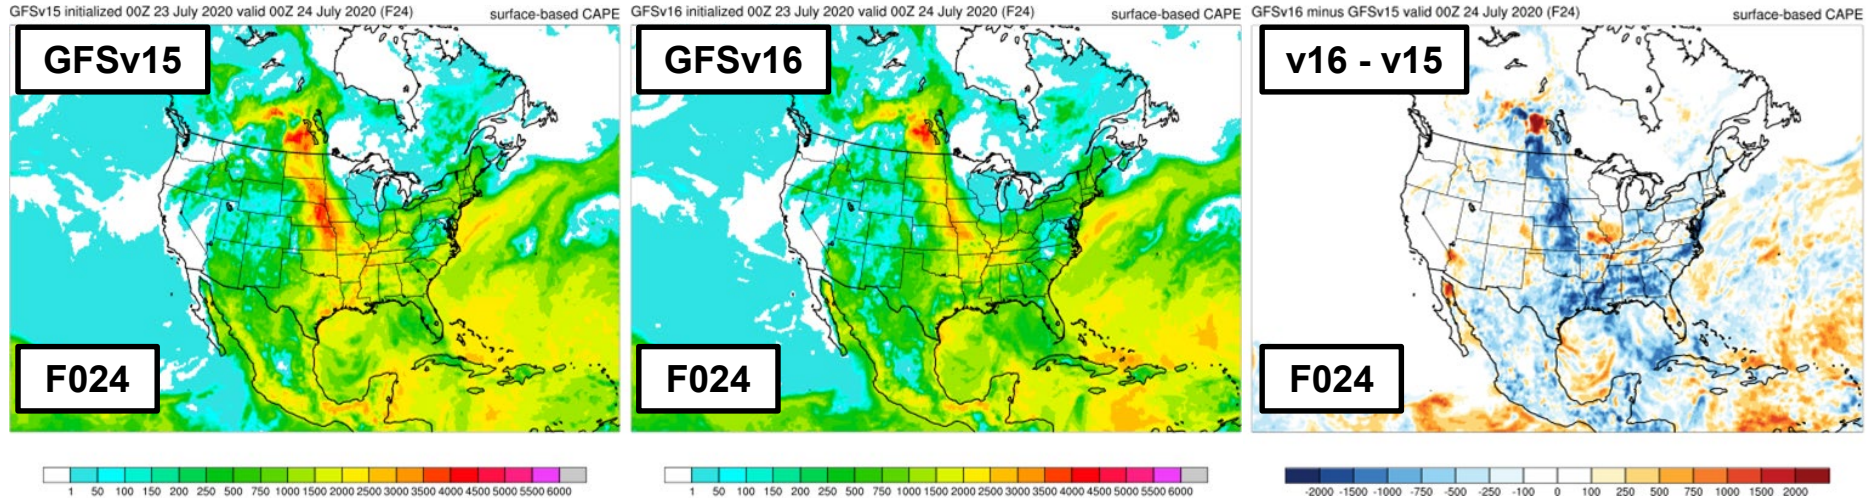 GFSv15 initialized 00Z 23 July 2020 valid 00Z 24 July 2020 (F24) surface-based CAPE
GFSv15
F024
1 50 100 150 200 250 500 750 1000 1500 2000 2500 3000 3500 4000 4500 5000 5500 6000
GFSv16 initialized 00Z 23 July 2020 valid 00Z 24 July 2020 (F24) surface-based CAPE
GFSv16
F024
1 50 100 150 200 250 500 750 1000 1500 2000 2500 3000 3500 4000 4500 5000 5500 6000
GFSv16 minus GFSv15 valid 00Z 24 July 2020 (F24) surface-based CAPE
v16 - v15
F024
-2000 -1500 -1000 -750 -500 -250 -100 0 100 250 500 750 1000 1500 2000